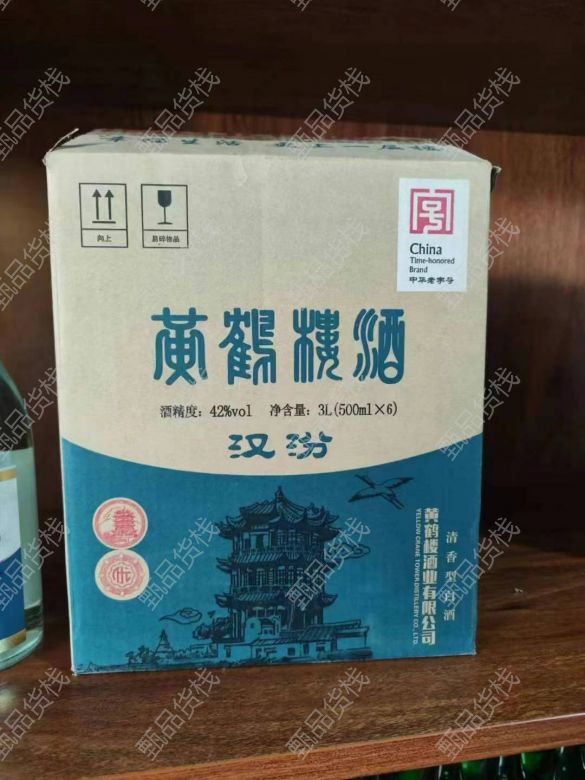 向上
易碎物品
China
Time-honored
Brand
中华老字号
黄鹤楼酒
酒精度：42%vol 净含量：3L(500ml×6)
汉汾
清香型白酒
黄鹤楼酒业有限公司
YELLOW CRANE TOWER DISTILLERY CO., LTD.
甄品货栈